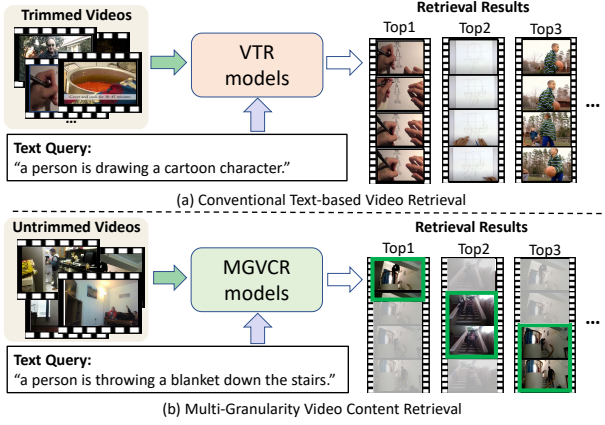 Trimmed Videos
Retrieval Results
Top1 Top2 Top3
VTR
models
...
...
Text Query:
“a person is drawing a cartoon character.”
(a) Conventional Text-based Video Retrieval
Untrimmed Videos
Retrieval Results
Top1 Top2 Top3
MGVCR
models
...
Text Query:
“a person is throwing a blanket down the stairs.”
(b) Multi-Granularity Video Content Retrieval